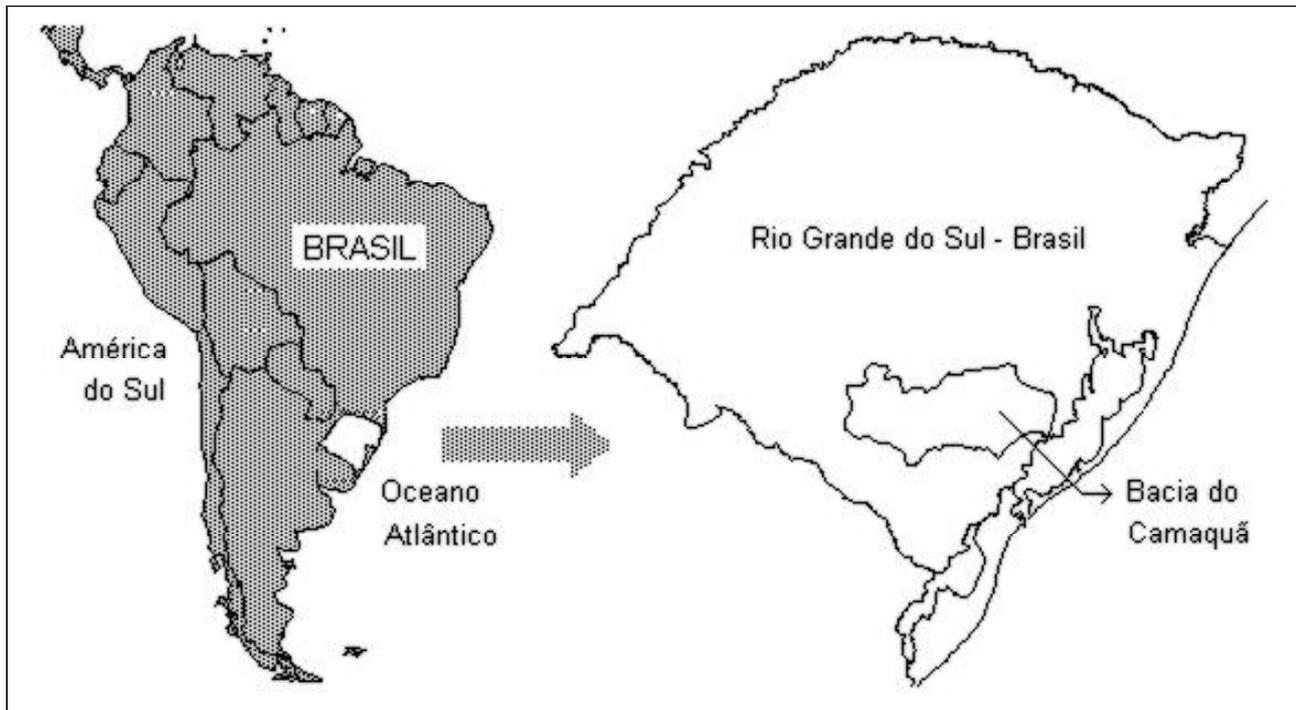 BRASIL
América
do Sul
Oceano
Atlântico
Rio Grande do Sul - Brasil
Bacia do
Camaquã